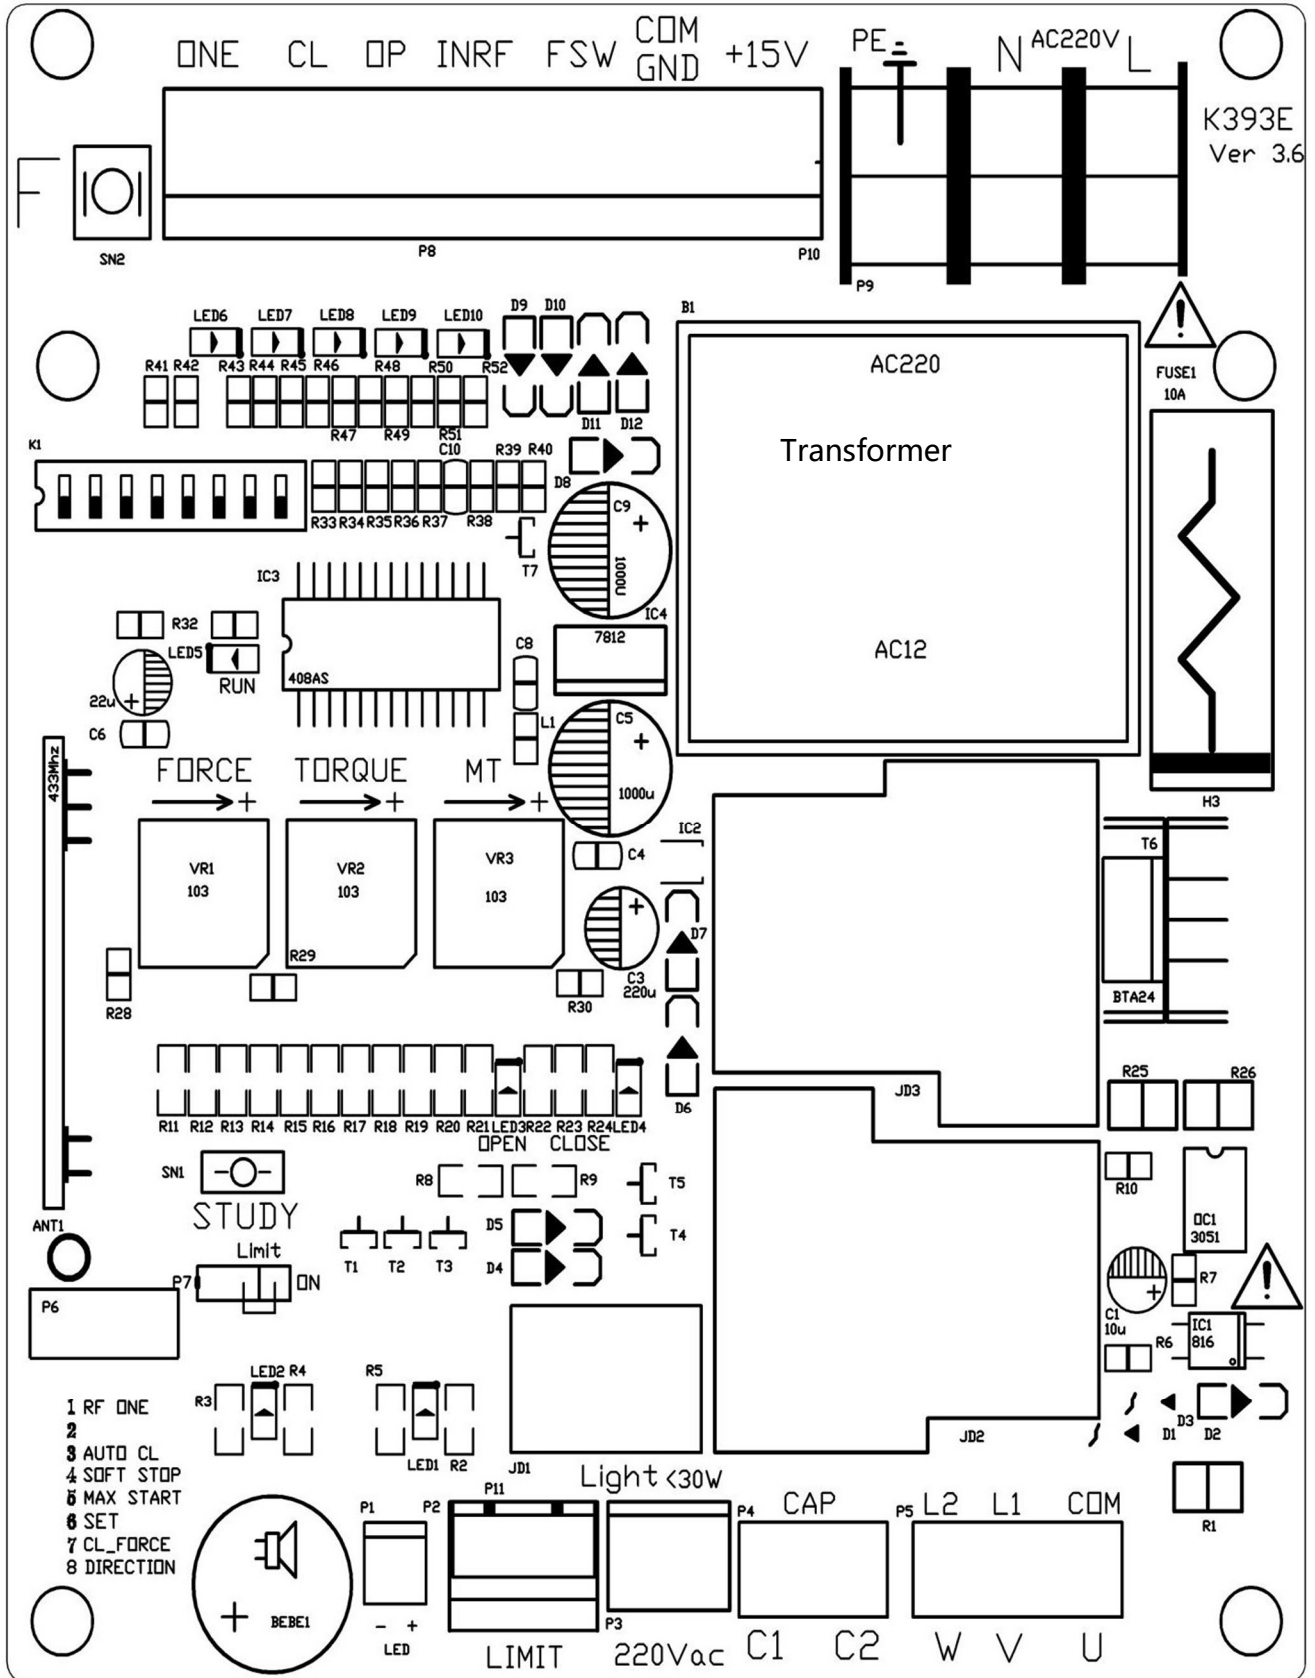 ONE CL OP INRF FSW COM GND +15V
PE N AC220V L
K393E
Ver 3.6
F
SN2
P8
P10
P9
LED6 LED7 LED8 LED9 LED10
D9 D10
B1
R41 R42 R43 R44 R45 R46 R48 R50 R52
AC220
FUSE1
10A
R47 R49 R51
D11 D12
Transformer
K1
C10 R39 R40
D8
R33 R34 R35 R36 R37 R38
C9
+
1000U
T7
IC3
IC4
7812
R32
LED5
RUN
408AS
C8
AC12
22u +
C6
L1
C5
+
1000u
433Mhz
FORCE TORQUE MT
+ + +
H3
VR1
103
VR2
103
VR3
103
IC2
C4
T6
+
D7
R29
C3
220u
R28
R30
BTA24
R25 R26
JD3
D6
R11 R12 R13 R14 R15 R16 R17 R18 R19 R20 R21 LED3 R22 R23 R24 LED4
OPEN CLOSE
SN1
R8 R9
T5
R10
STUDY
ANT1
D5
T4
OC1
3051
Limit
T1 T2 T3
D4
P7
ON
R7
P6
+
C1
10u
IC1
816
R6
LED2 R4
R5
R3
1 RF ONE
2
3 AUTO CL
4 SOFT STOP
5 MAX START
6 SET
7 CL_FORCE
8 DIRECTION
LED1 R2
JD1
JD2
D1 D3 D2
Light <30W
P11
P1
P2
P4
CAP
P5
L2 L1 COM
R1
+
BEBE1
- +
LED
P3
LIMIT
220Vac
C1 C2
W V U